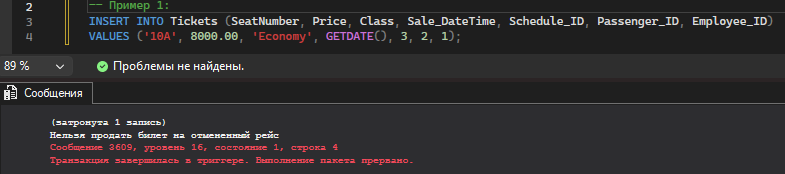 2
-- Пример 1:
3 INSERT INTO Tickets (SeatNumber, Price, Class, Sale_DateTime, Schedule_ID, Passenger_ID, Employee_ID)
4 VALUES ('10A', 8000.00, 'Economy', GETDATE(), 3, 2, 1);
89 % Проблемы не найдены.
Сообщения
(затронута 1 запись)
Нельзя продать билет на отмененный рейс
Сообщение 3609, уровень 16, состояние 1, строка 4
Транзакция завершилась в триггере. Выполнение пакета прервано.